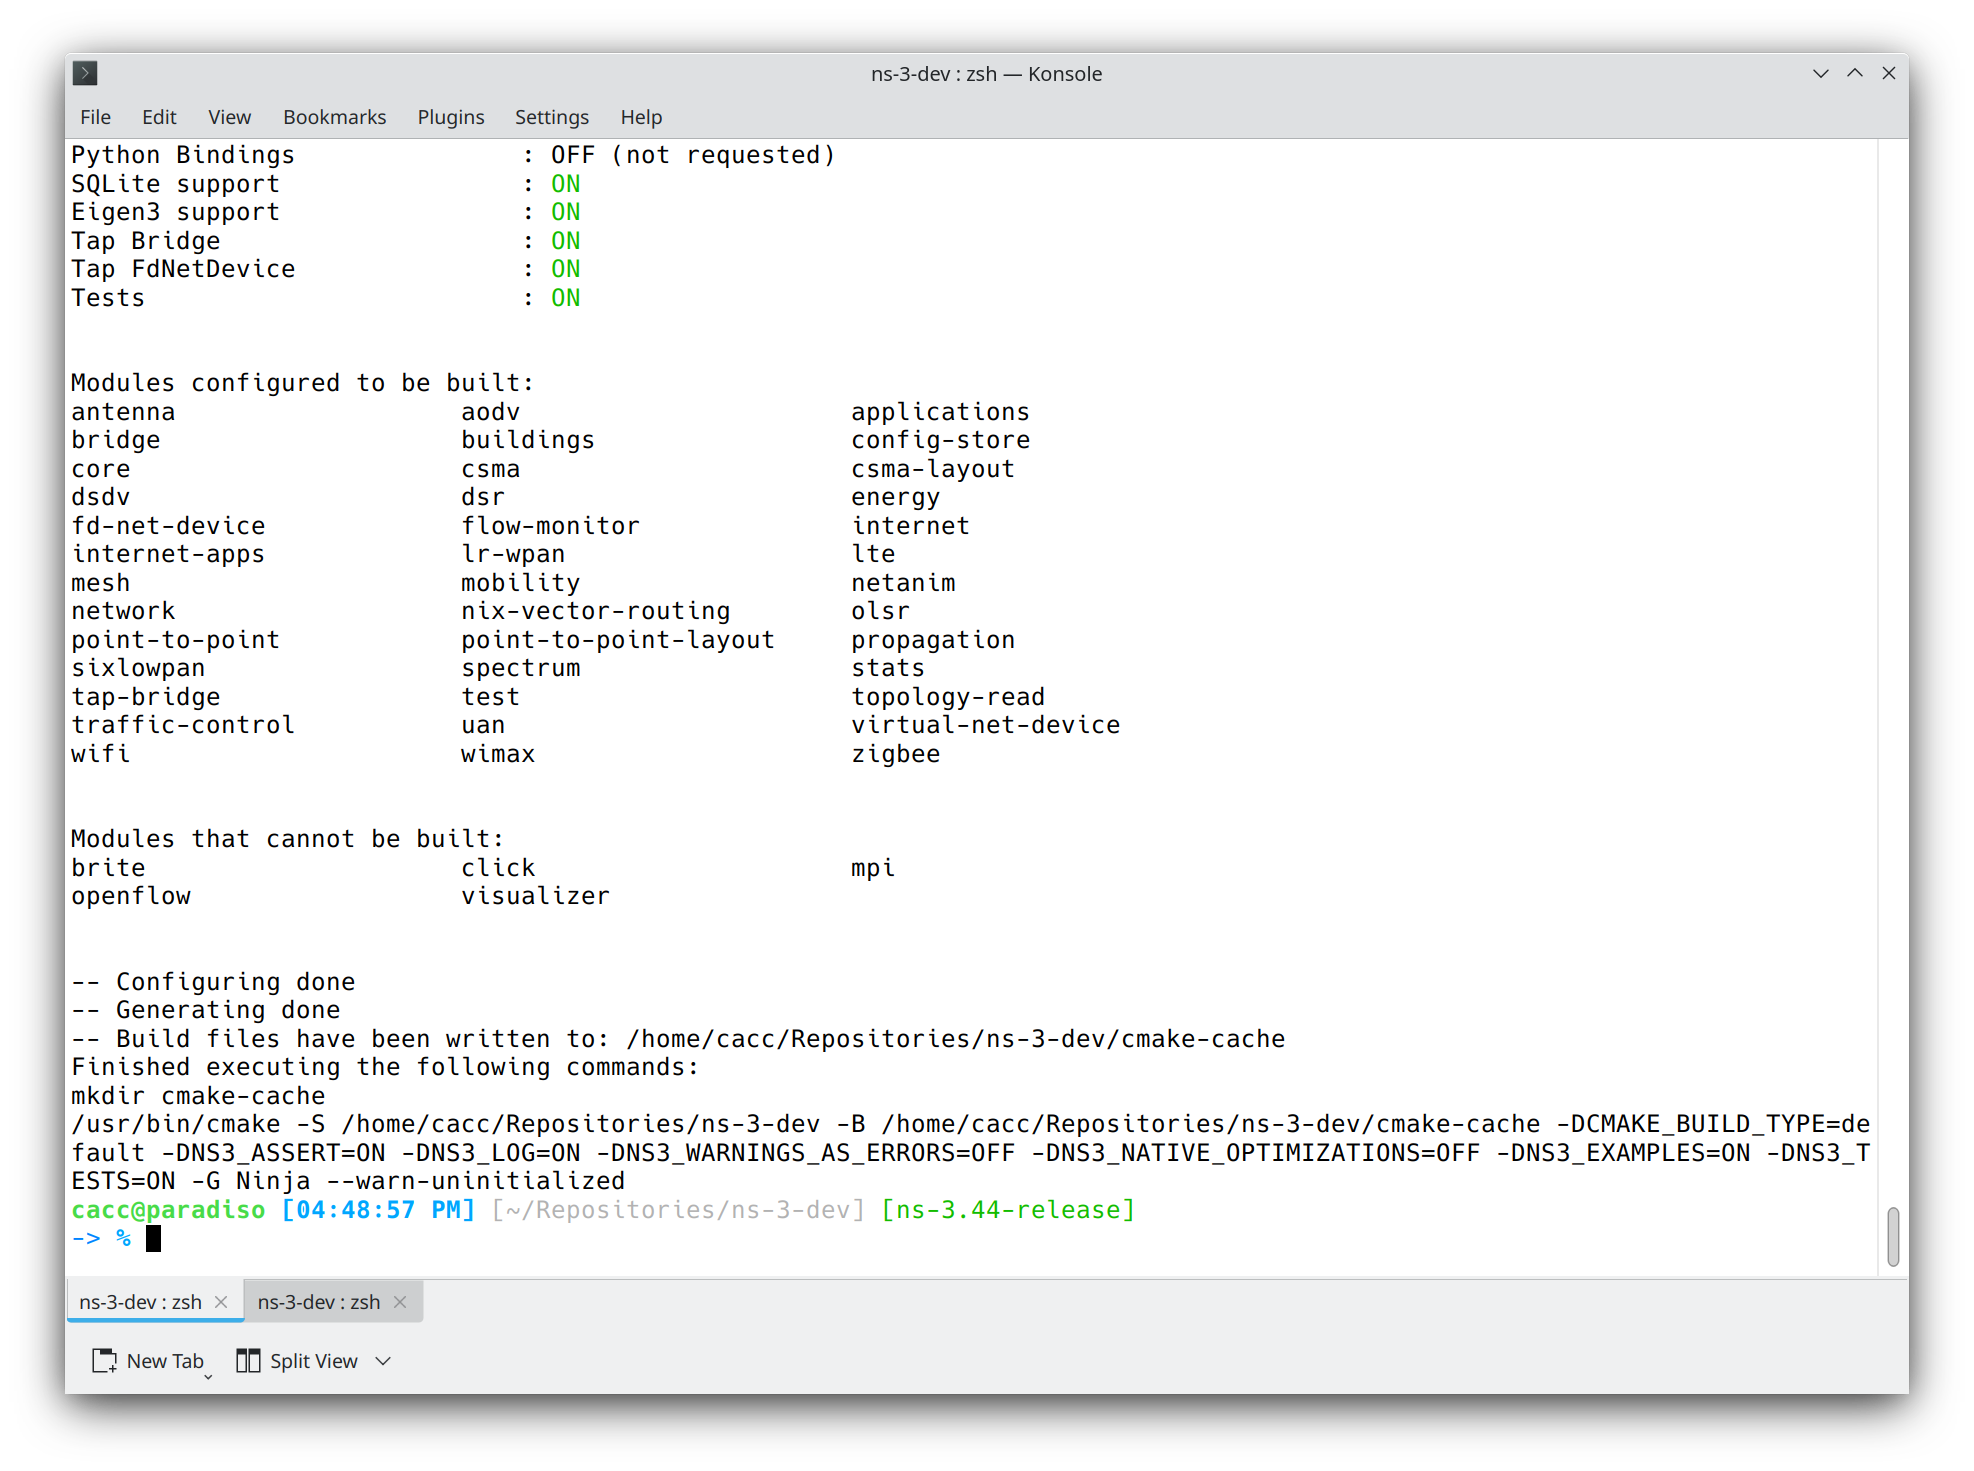 ns-3-dev : zsh — Konsole
File Edit View Bookmarks Plugins Settings Help
Python Bindings : OFF (not requested)
SQLite support : ON
Eigen3 support : ON
Tap Bridge : ON
Tap FdNetDevice : ON
Tests : ON
Modules configured to be built:
antenna aodv applications
bridge buildings config-store
core csma csma-layout
dsdv dsr energy
fd-net-device flow-monitor internet
internet-apps lr-wpan lte
mesh mobility netanim
network nix-vector-routing olsr
point-to-point point-to-point-layout propagation
sixlowpan spectrum stats
tap-bridge test topology-read
traffic-control uan virtual-net-device
wifi wimax zigbee
Modules that cannot be built:
brite click mpi
openflow visualizer
-- Configuring done
-- Generating done
-- Build files have been written to: /home/cacc/Repositories/ns-3-dev/cmake-cache
Finished executing the following commands:
mkdir cmake-cache
/usr/bin/cmake -S /home/cacc/Repositories/ns-3-dev -B /home/cacc/Repositories/ns-3-dev/cmake-cache -DCMAKE_BUILD_TYPE=de
fault -DNS3_ASSERT=ON -DNS3_LOG=ON -DNS3_WARNINGS_AS_ERRORS=OFF -DNS3_NATIVE_OPTIMIZATIONS=OFF -DNS3_EXAMPLES=ON -DNS3_T
ESTS=ON -G Ninja --warn-uninitialized
cacc@paradiso [04:48:57 PM] [~/Repositories/ns-3-dev] [ns-3.44-release]
-> %
ns-3-dev : zsh ns-3-dev : zsh
New Tab Split View